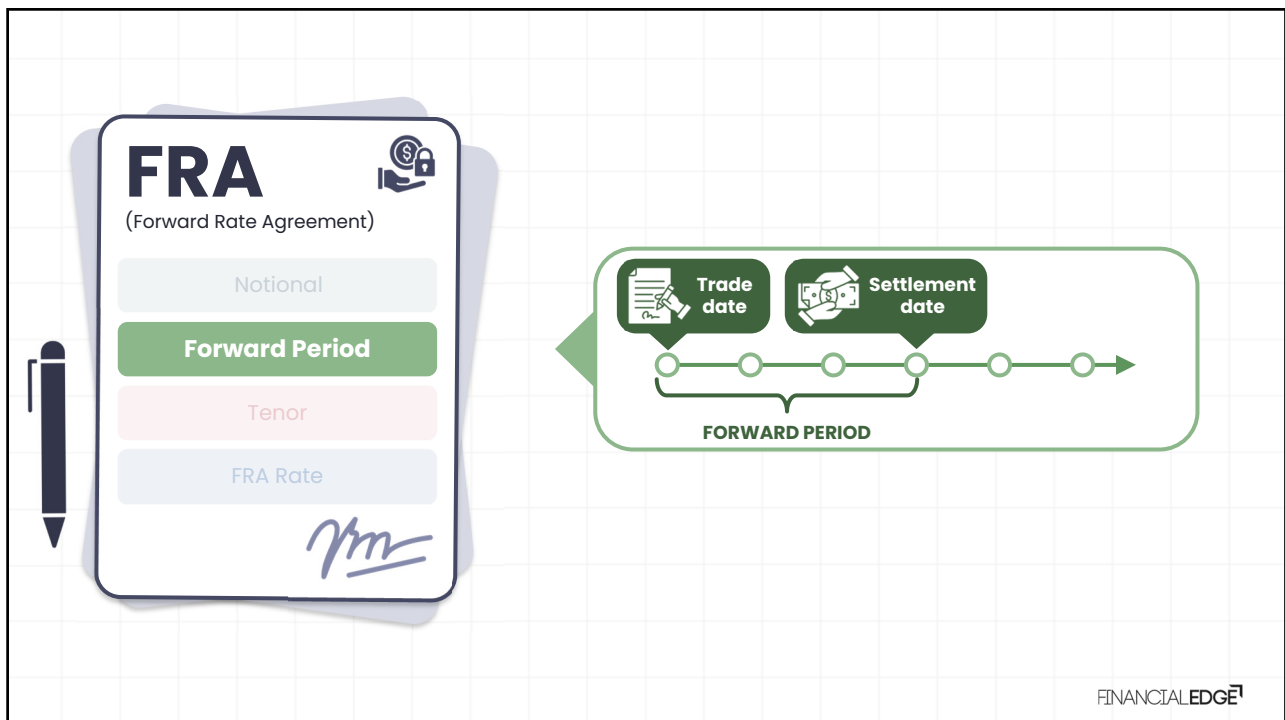 FRA
(Forward Rate Agreement)
Notional
Forward Period
Tenor
FRA Rate
Trade
date
Settlement
date
FORWARD PERIOD
FINANCIALEDGE